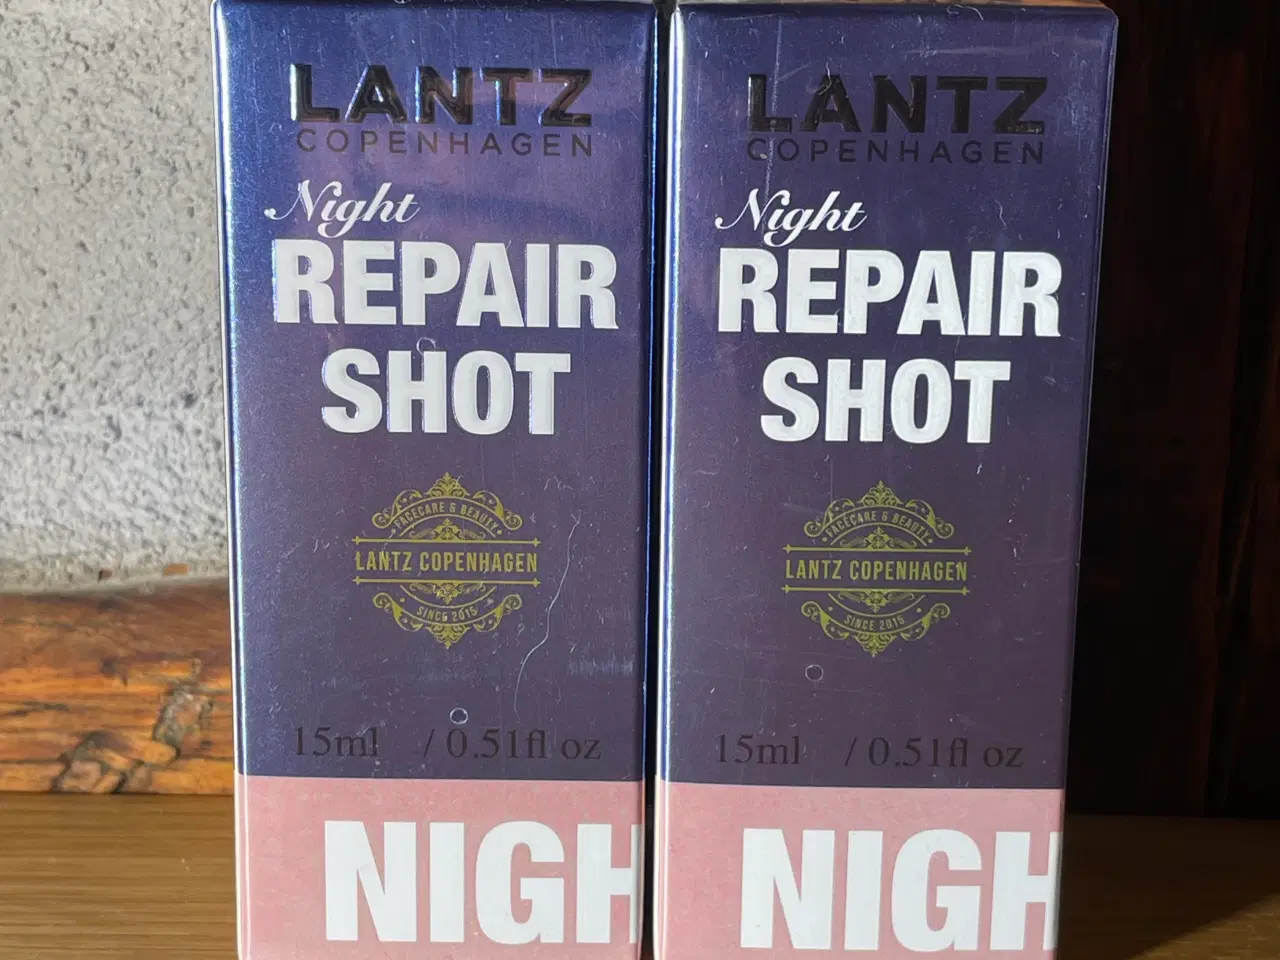 LANTZ
COPENHAGEN
Night
REPAIR
SHOT
FACECARE & BEAUTY
LANTZ COPENHAGEN
SINCE 2015
15ml / 0.51fl oz
NIGH
LANTZ
COPENHAGEN
Night
REPAIR
SHOT
FACECARE & BEAUTY
LANTZ COPENHAGEN
SINCE 2015
15ml / 0.51fl oz
NIGH